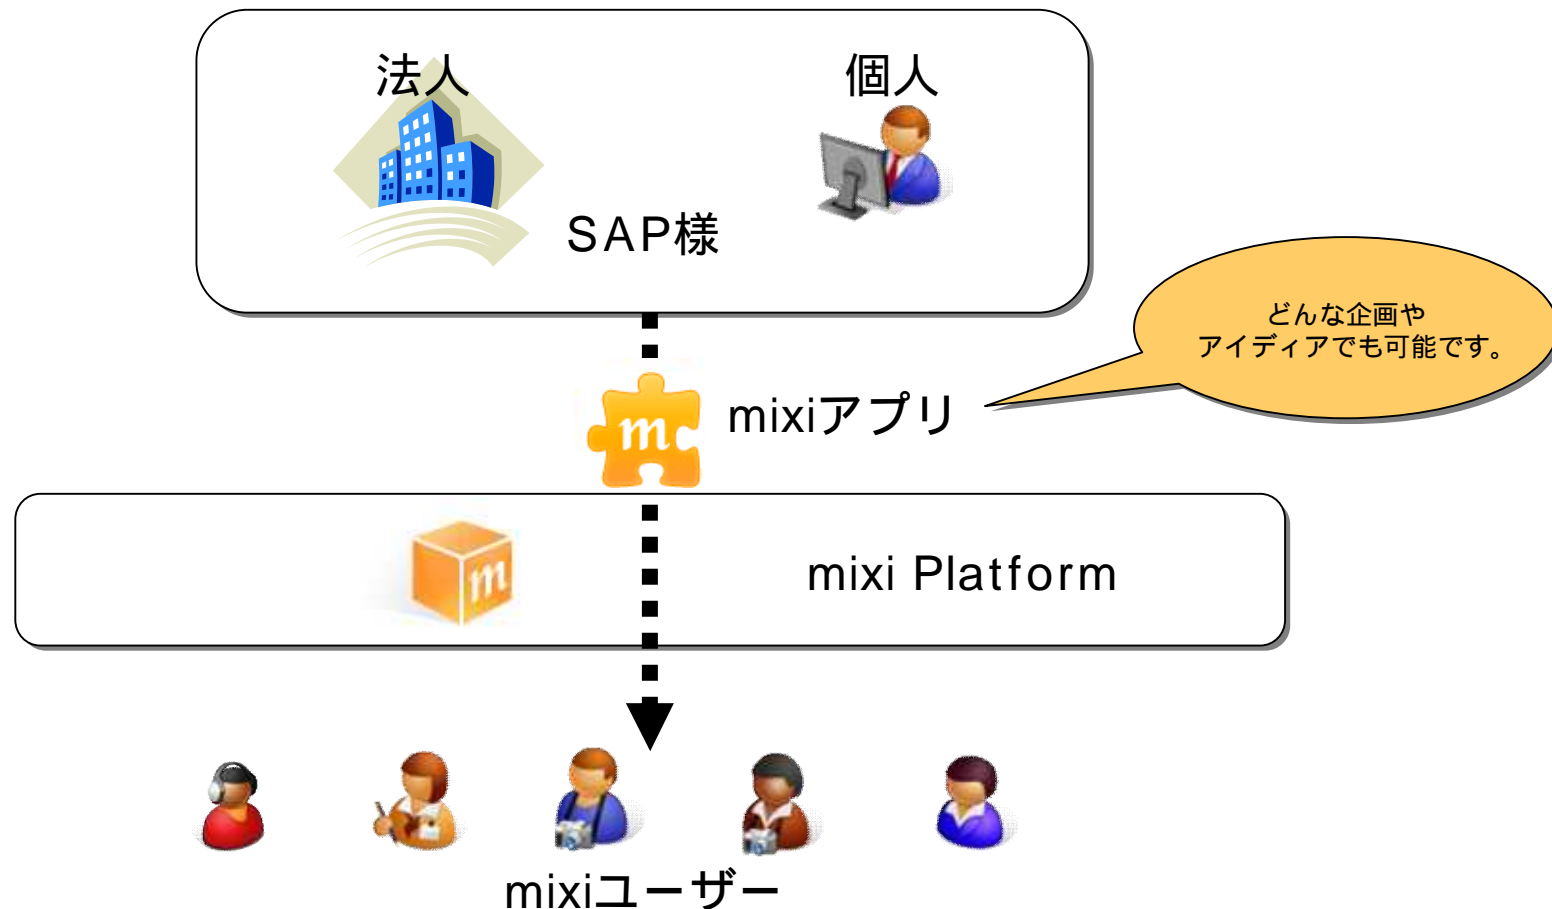 法人
個人
SAP様
どんな企画や
アイディアでも可能です。
m
mixiアプリ
m
mixi Platform
mixiユーザー